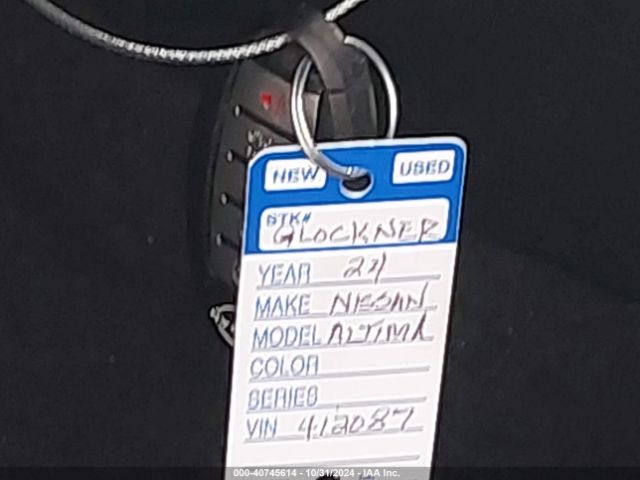 NEW USED
STK#
GLOCKNER
YEAR 24
MAKE NISSAN
MODEL ALTIMA
COLOR
SERIES
VIN 412087
000-40745614 - 10/31/2024 - IAA Inc.